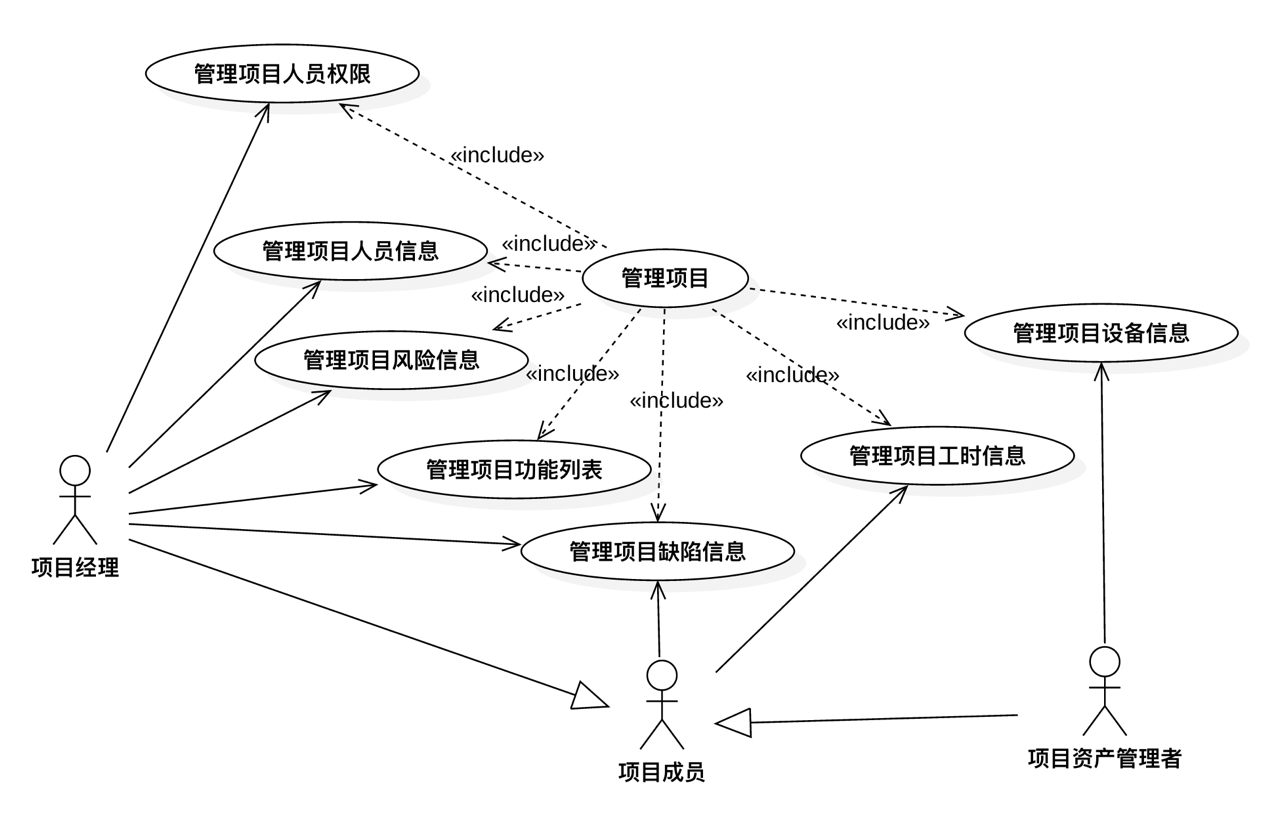 管理项目人员权限
«include»
管理项目人员信息
«include»
管理项目
«include»
«include»
管理项目设备信息
管理项目风险信息
«include»
«include»
«include»
管理项目功能列表
管理项目工时信息
管理项目缺陷信息
项目经理
项目成员
项目资产管理者